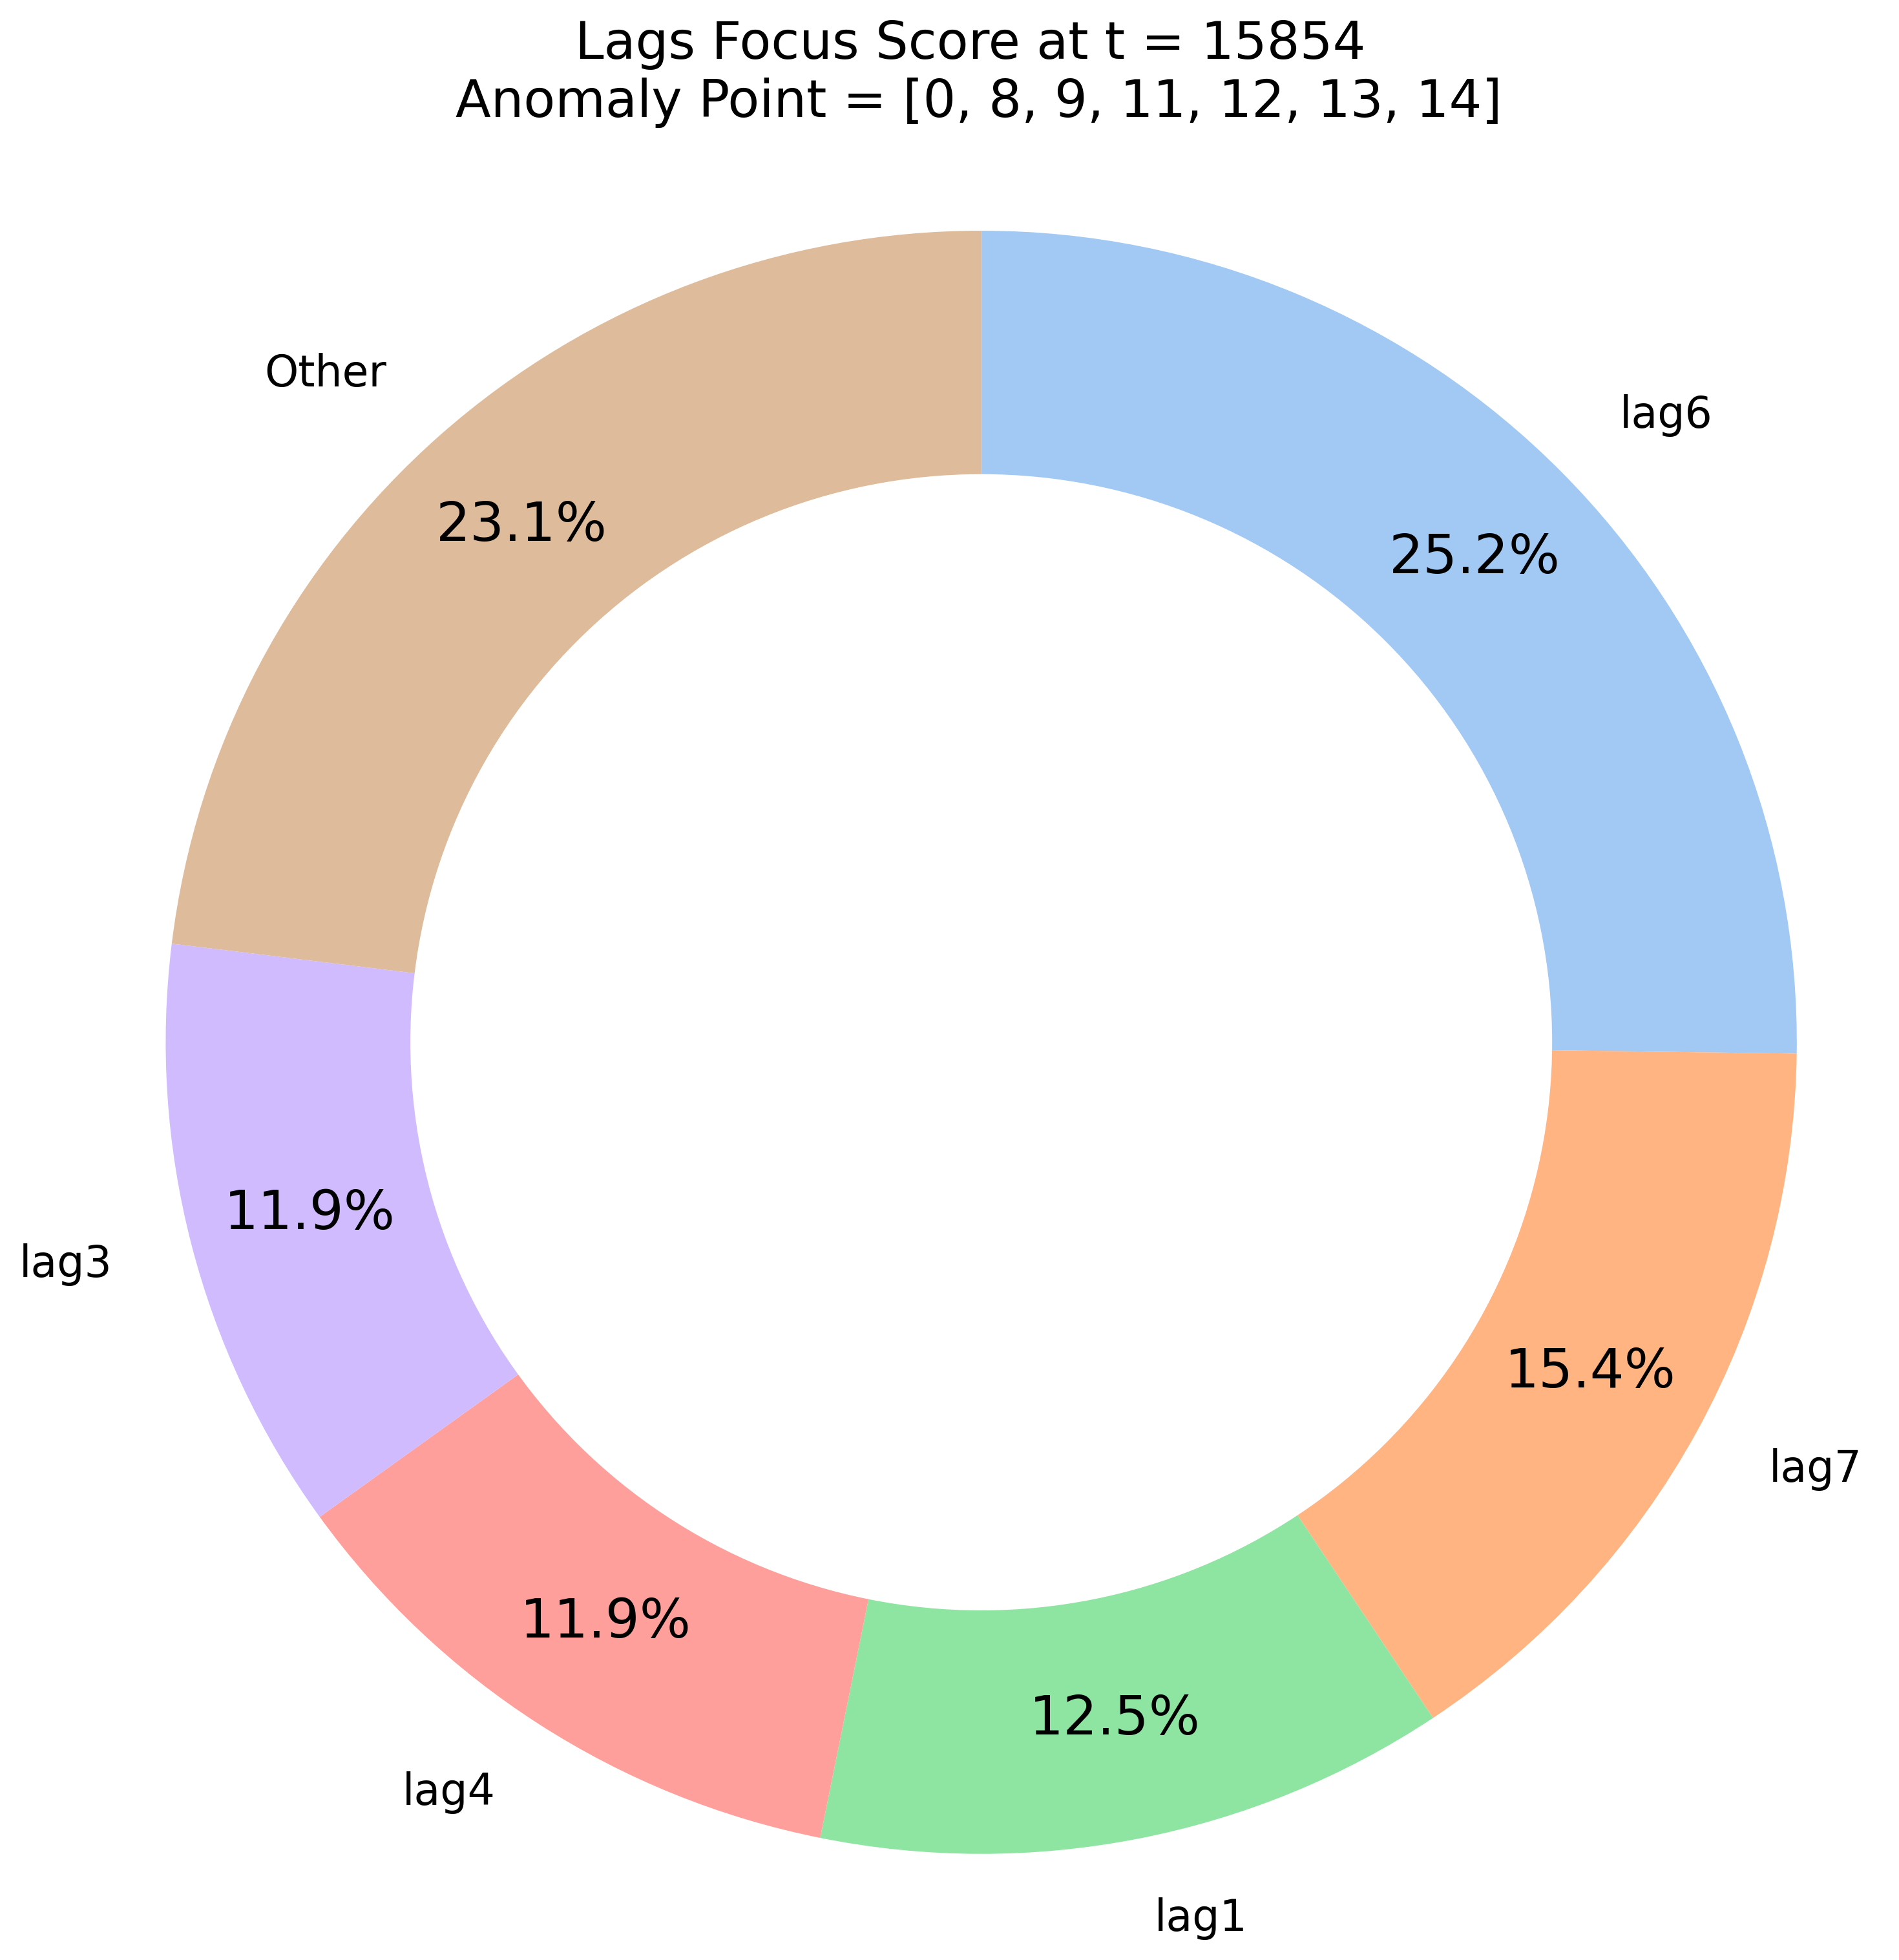 Lags Focus Score at t = 15854
Anomaly Point = [0, 8, 9, 11, 12, 13, 14]
Other
lag6
23.1%
25.2%
11.9%
lag3
15.4%
lag7
11.9%
12.5%
lag4
lag1